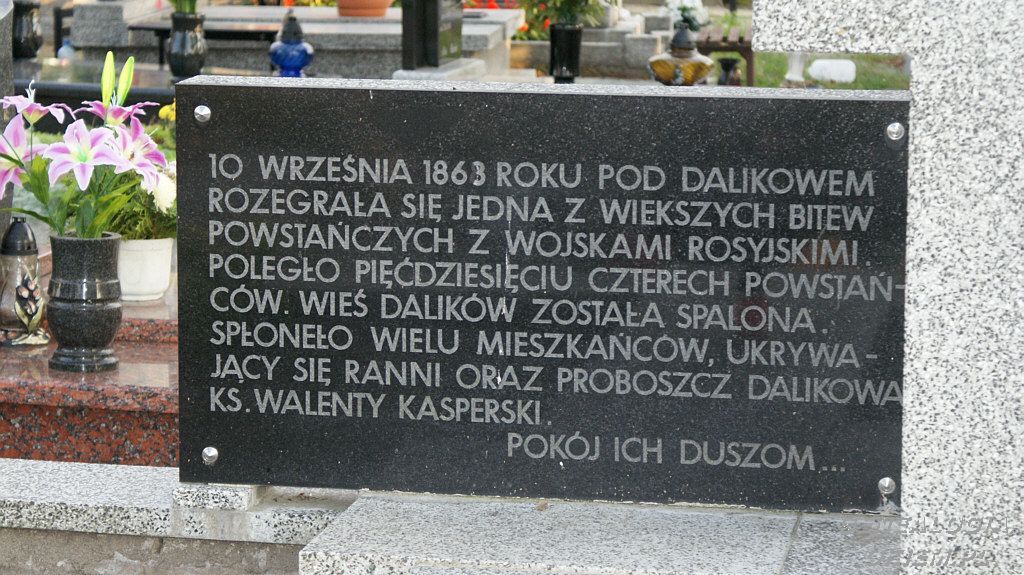 10 WRZEŚNIA 1863 ROKU POD DALIKOWEM
ROZEGRAŁA SIĘ JEDNA Z WIEKSZYCH BITEW
POWSTAŃCZYCH Z WOJSKAMI ROSYJSKIMI.
POLEGŁO PIĘĆDZIESIĘCIU CZTERECH POWSTAŃ-
CÓW. WIEŚ DALIKÓW ZOSTAŁA SPALONA.
SPŁONEŁO WIELU MIESZKAŃCÓW, UKRYWA-
JĄCY SIĘ RANNI ORAZ PROBOSZCZ DALIKOWA
KS. WALENTY KASPERSKI.
POKÓJ ICH DUSZOM...